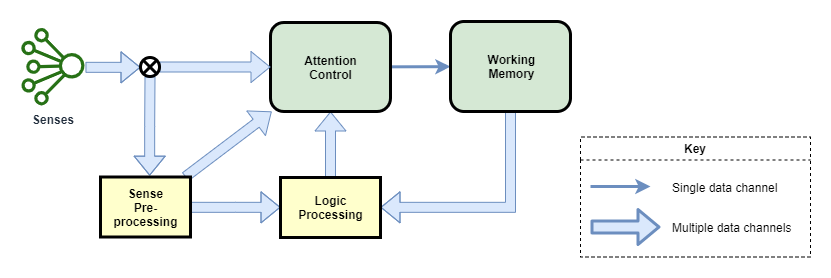 Attention
Control
Working
Memory
Senses
Sense
Pre-
processing
Logic
Processing
Key
Single data channel
Multiple data channels